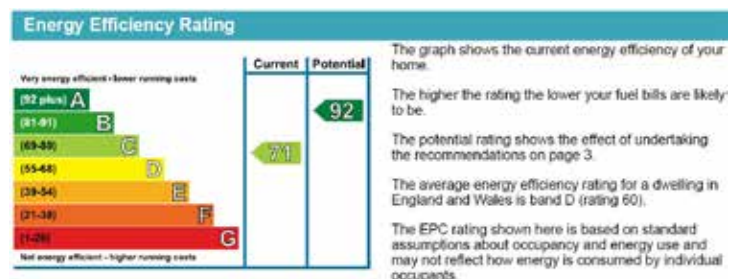 Energy Efficiency Rating
Current Potential
Very energy efficient - lower running costs
(92 plus) A
(81-91) B
(69-80) C
(55-68) D
(39-54) E
(21-38) F
(1-20) G
Not energy efficient - higher running costs
71
92
The graph shows the current energy efficiency of your
home.
The higher the rating the lower your fuel bills are likely
to be.
The potential rating shows the effect of undertaking
the recommendations on page 3.
The average energy efficiency rating for a dwelling in
England and Wales is band D (rating 60).
The EPC rating shown here is based on standard
assumptions about occupancy and energy use and
may not reflect how energy is consumed by individual
occupants.